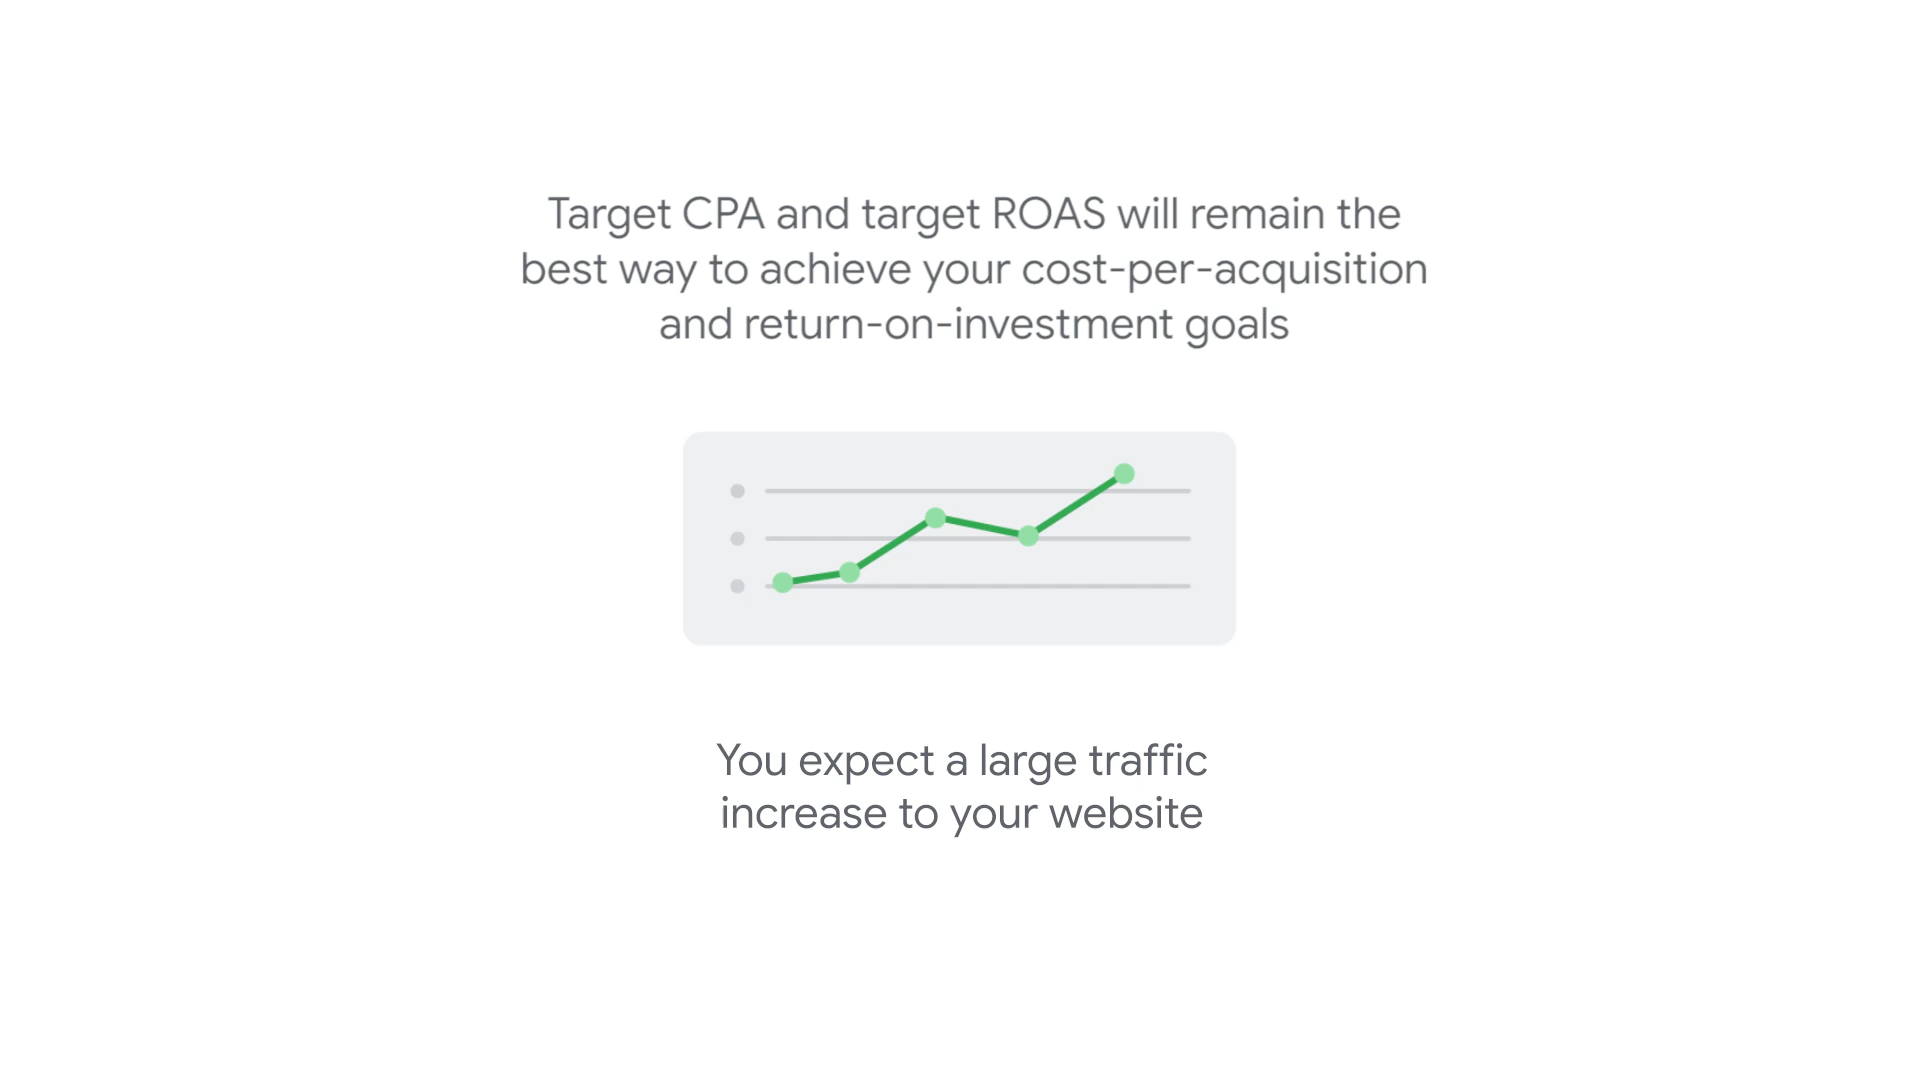 Target CPA and target ROAS will remain the
best way to achieve your cost-per-acquisition
and return-on-investment goals
You expect a large traffic
increase to your website